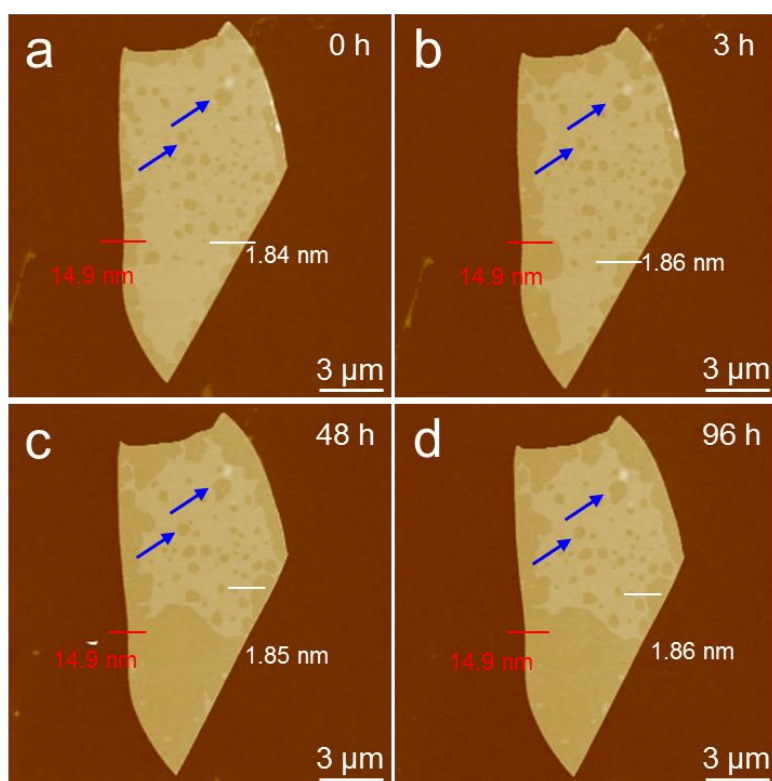 a
0 h
14.9 nm
1.84 nm
3 µm
b
3 h
14.9 nm
1.86 nm
3 µm
c
48 h
14.9 nm
1.85 nm
3 µm
d
96 h
14.9 nm
1.86 nm
3 µm